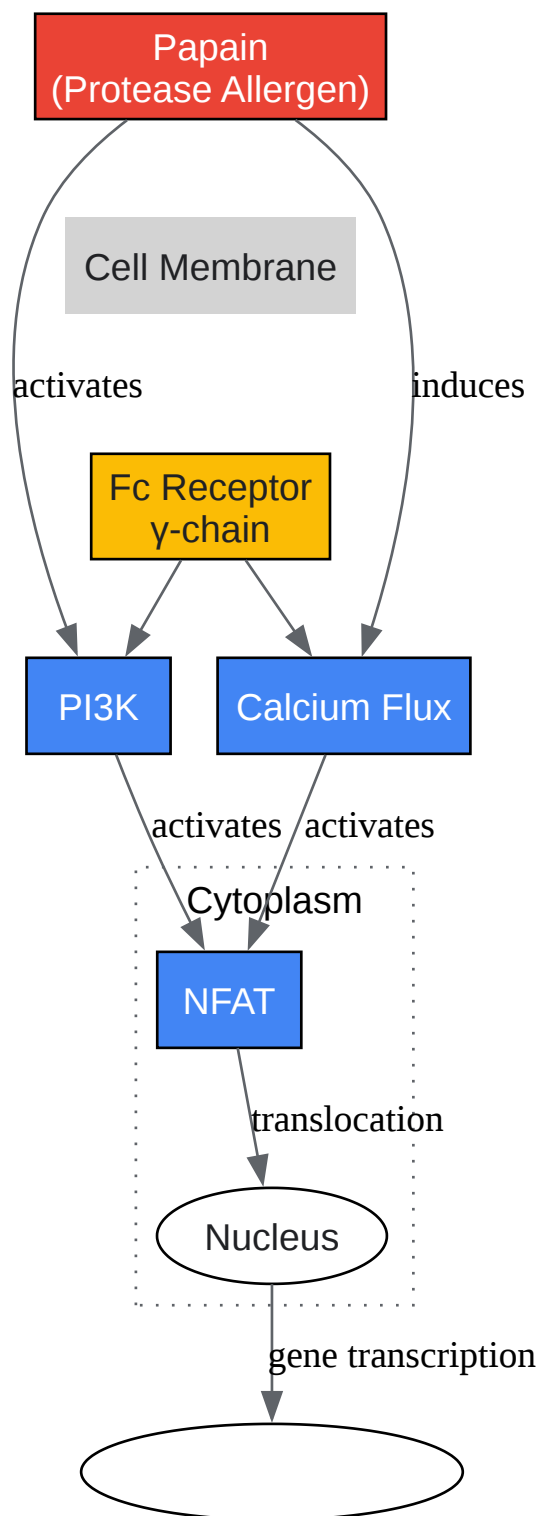 Papain
(Protease Allergen)
Cell Membrane
activates
induces
Fc Receptor
γ-chain
PI3K
Calcium Flux
activates
activates
Cytoplasm
NFAT
translocation
Nucleus
gene transcription